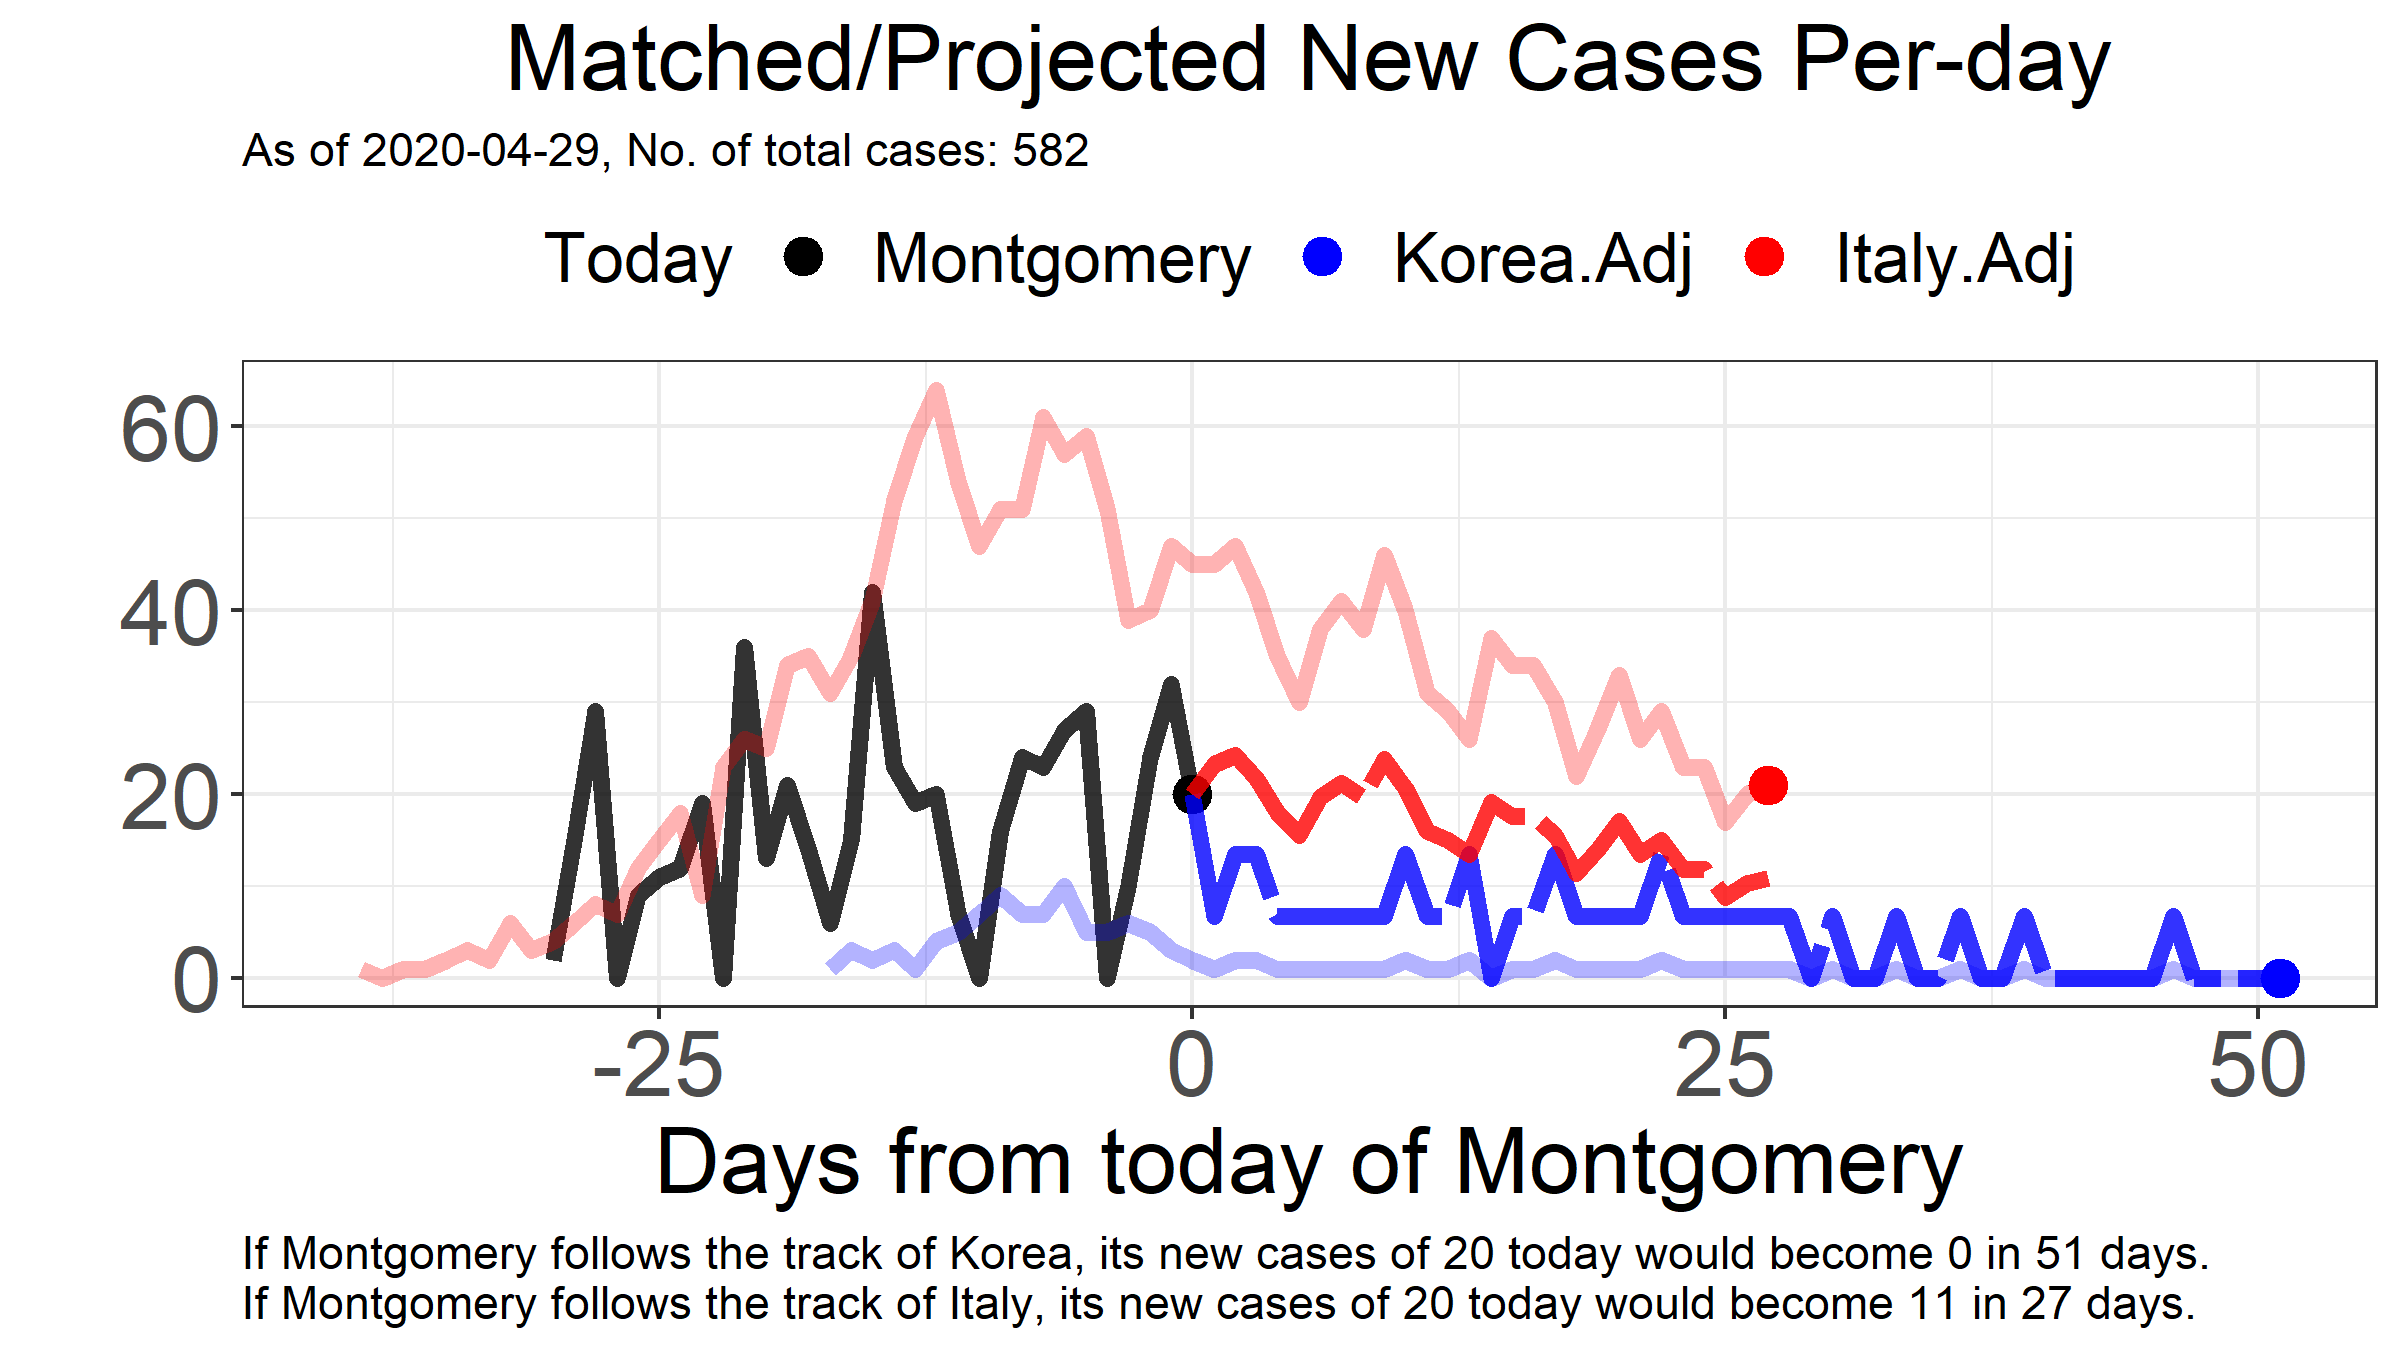 Matched/Projected New Cases Per-day
As of 2020-04-29, No. of total cases: 582
Today Montgomery Korea.Adj Italy.Adj
60
40
20
0
-25 0 25 50
Days from today of Montgomery
If Montgomery follows the track of Korea, its new cases of 20 today would become 0 in 51 days.
If Montgomery follows the track of Italy, its new cases of 20 today would become 11 in 27 days.